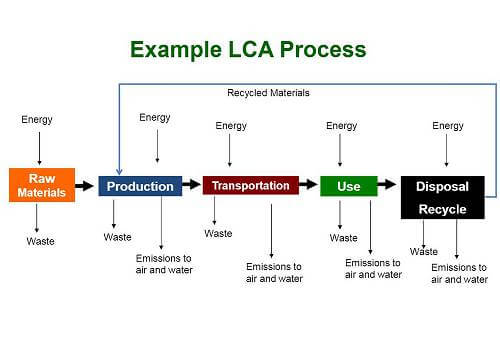 Example LCA Process
Recycled Materials
Energy
Energy
Energy
Energy
Energy
Raw
Materials
Production
Transportation
Use
Disposal
Recycle
Waste
Waste
Emissions to
air and water
Waste
Emissions to
air and water
Waste
Emissions to
air and water
Waste
Emissions to
air and water